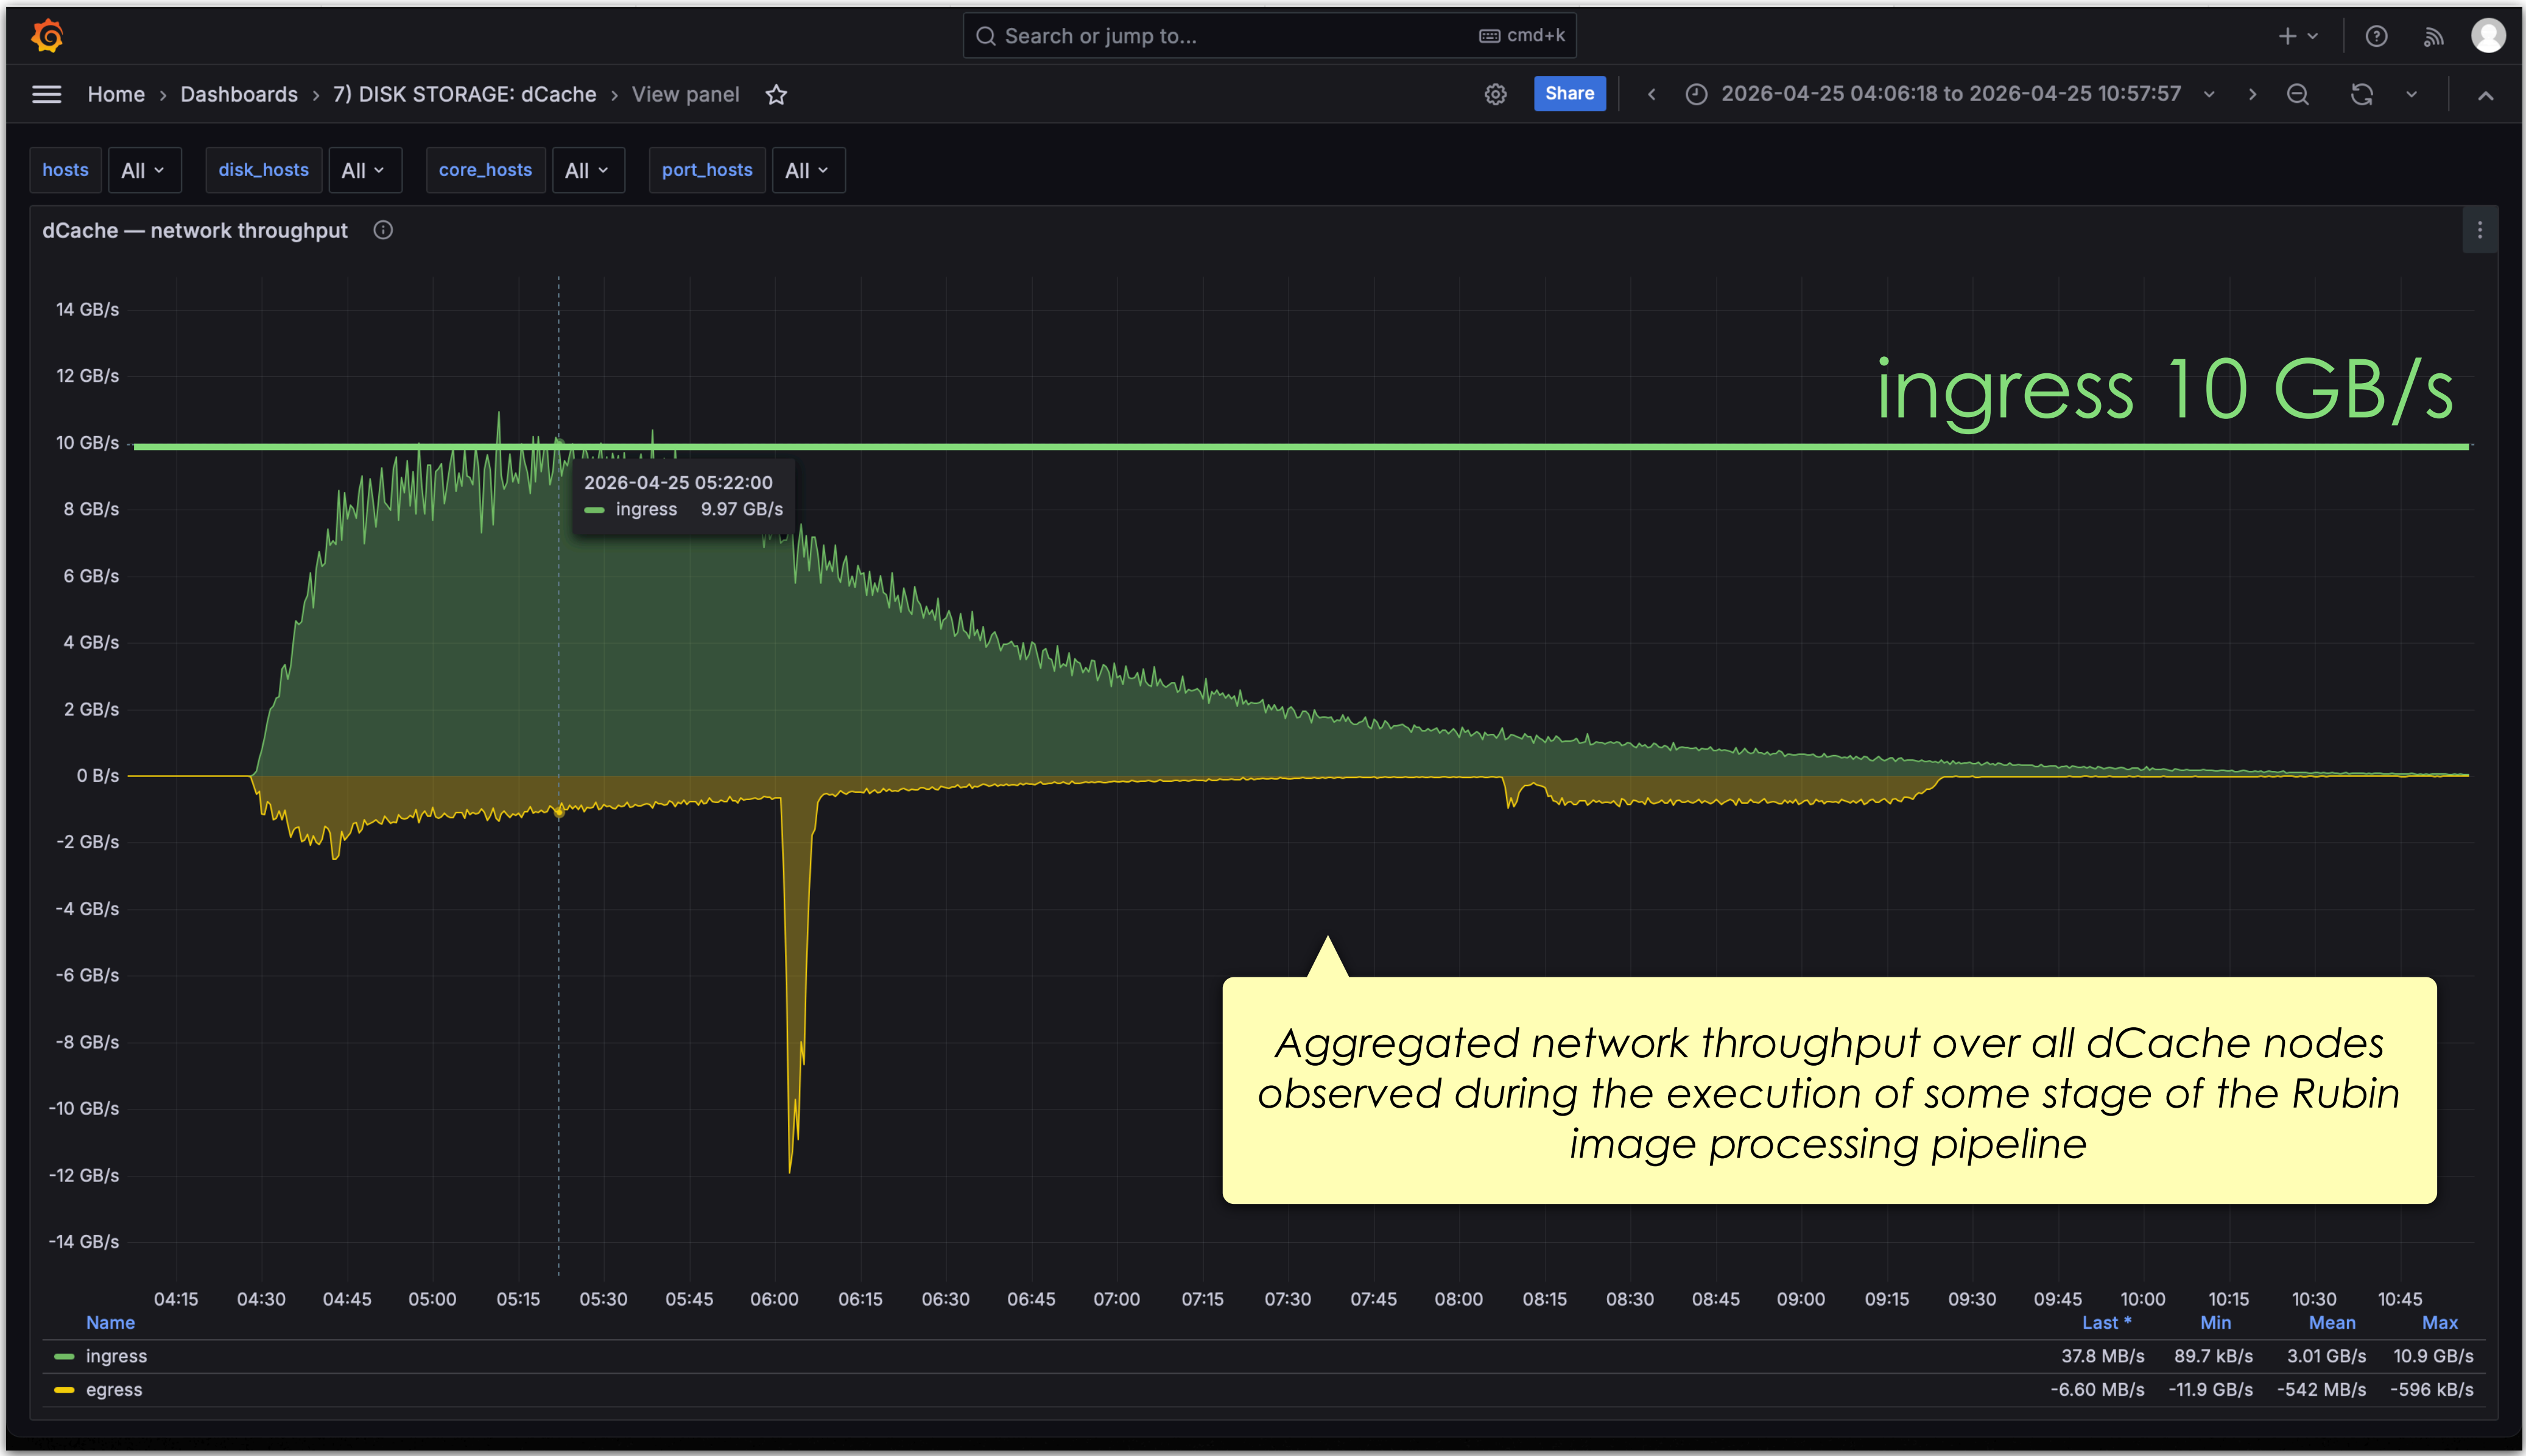 Search or jump to...
cmd+k
Home › Dashboards › 7) DISK STORAGE: dCache › View panel
Share
2026-04-25 04:06:18 to 2026-04-25 10:57:57
hosts All disk_hosts All core_hosts All port_hosts All
dCache — network throughput
14 GB/s
12 GB/s
ingress 10 GB/s
10 GB/s
2026-04-25 05:22:00
ingress 9.97 GB/s
8 GB/s
6 GB/s
4 GB/s
2 GB/s
0 B/s
-2 GB/s
-4 GB/s
-6 GB/s
-8 GB/s
-10 GB/s
-12 GB/s
-14 GB/s
Aggregated network throughput over all dCache nodes
observed during the execution of some stage of the Rubin
image processing pipeline
04:15 04:30 04:45 05:00 05:15 05:30 05:45 06:00 06:15 06:30 06:45 07:00 07:15 07:30 07:45 08:00 08:15 08:30 08:45 09:00 09:15 09:30 09:45 10:00 10:15 10:30 10:45
Name Last * Min Mean Max
ingress 37.8 MB/s 89.7 kB/s 3.01 GB/s 10.9 GB/s
egress -6.60 MB/s -11.9 GB/s -542 MB/s -596 kB/s